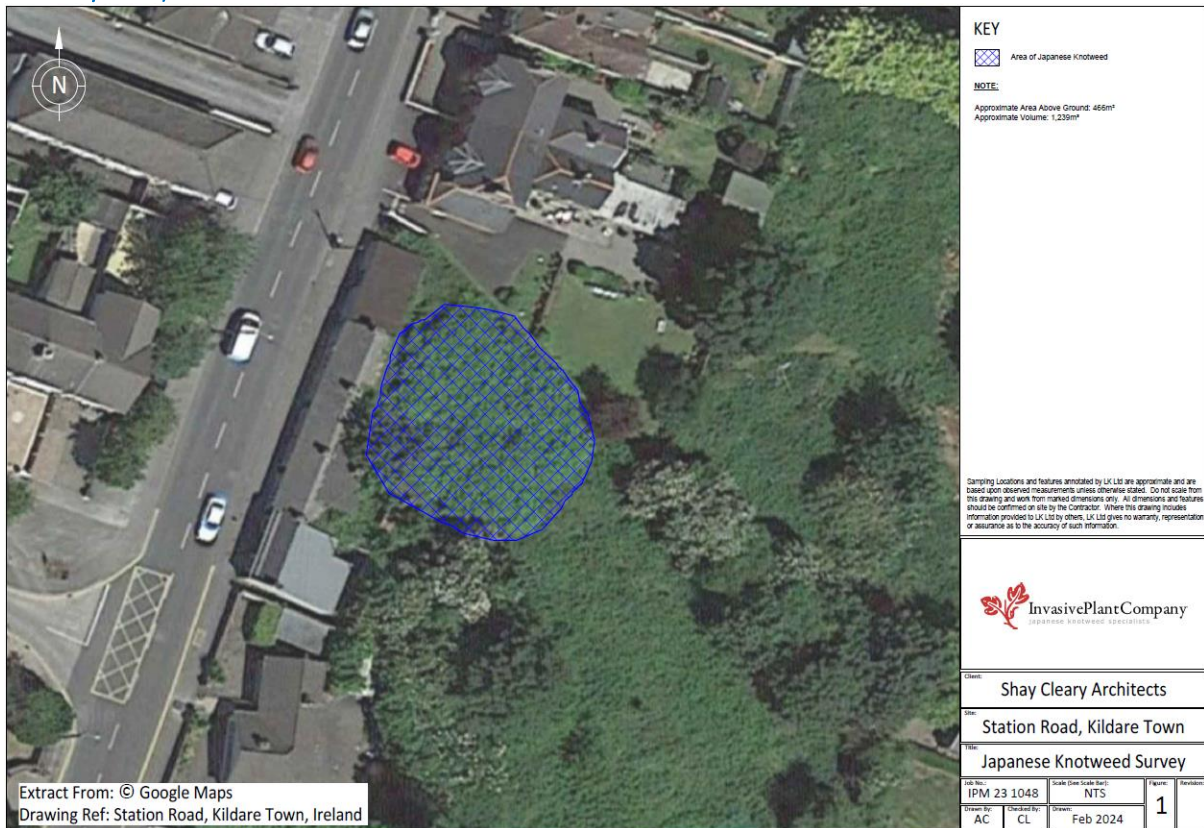 N
Extract From: © Google Maps
Drawing Ref: Station Road, Kildare Town, Ireland
KEY
Area of Japanese Knotweed
NOTE:
Approximate Area Above Ground: 466m²
Approximate Volume: 1,239m³
Sampling Locations and features annotated by LK Ltd are approximate and are
based upon observed measurements unless otherwise stated. Do not scale from
this drawing and work from marked dimensions only. All dimensions and features
should be confirmed on site by the Contractor. Where this drawing includes
information provided to LK Ltd by others, LK Ltd gives no warranty, representation
or assurance as to the accuracy of such information.
InvasivePlantCompany
japanese knotweed specialists
Client:
Shay Cleary Architects
Site:
Station Road, Kildare Town
Title:
Japanese Knotweed Survey
Job No.: Scale (See Scale Bar): Figure: Revision:
IPM 23 1048 NTS 1
Drawn By: Checked By: Drawn:
AC CL Feb 2024